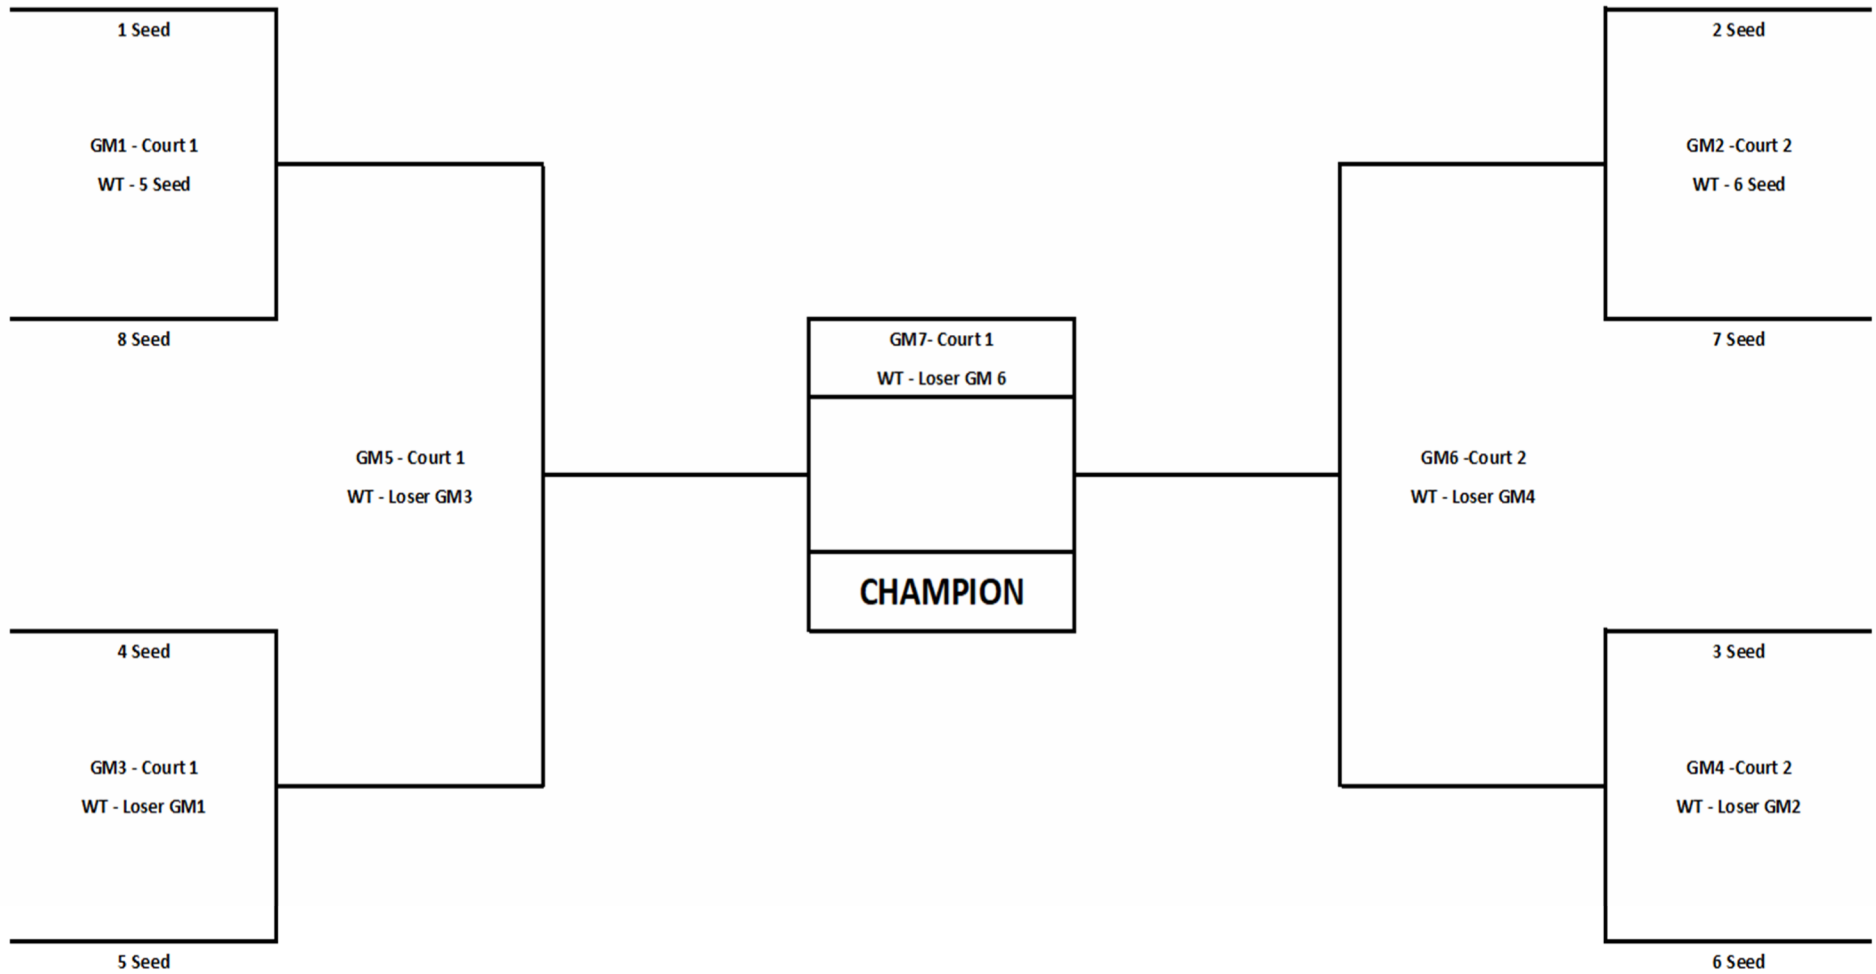 1 Seed
GM1 - Court 1
WT - 5 Seed
8 Seed
GM5 - Court 1
WT - Loser GM3
4 Seed
GM3 - Court 1
WT - Loser GM1
5 Seed
GM7- Court 1
WT - Loser GM 6
CHAMPION
2 Seed
GM2 -Court 2
WT - 6 Seed
7 Seed
GM6 -Court 2
WT - Loser GM4
3 Seed
GM4 -Court 2
WT - Loser GM2
6 Seed